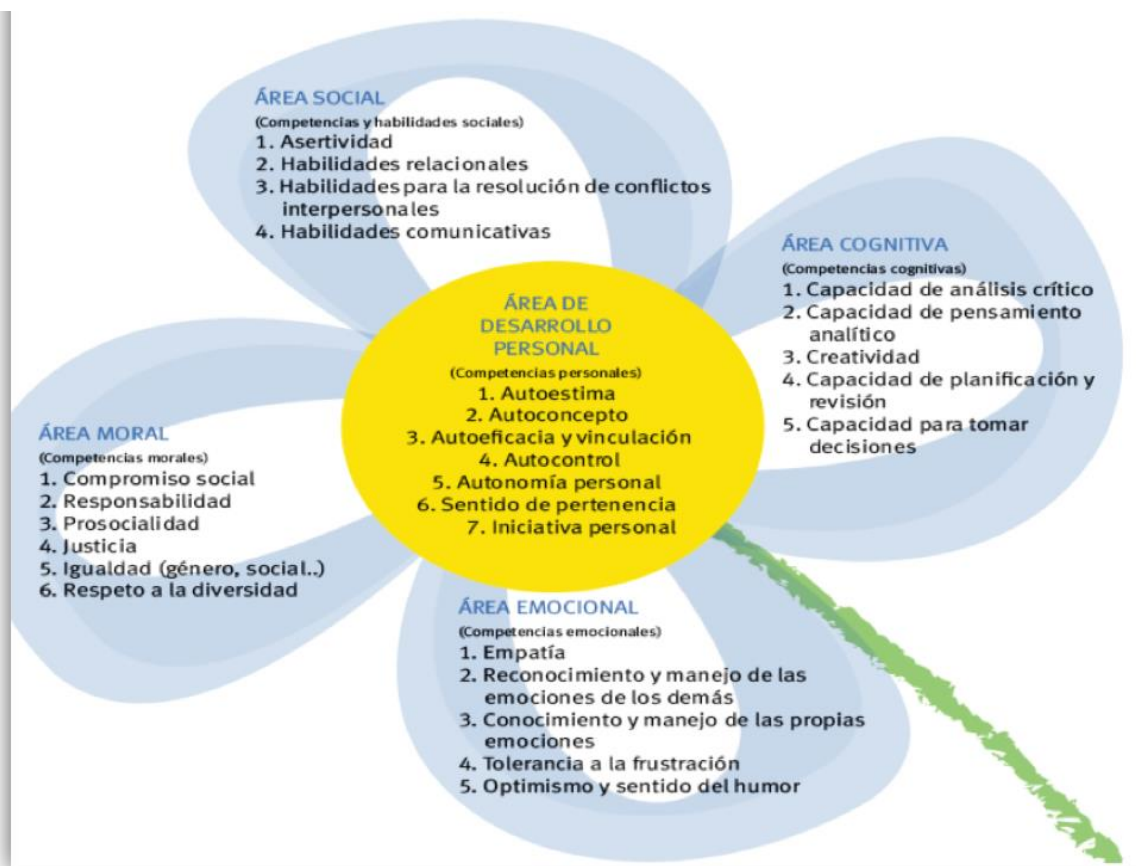 ÁREA SOCIAL
(Competencias y habilidades sociales)
1. Asertividad
2. Habilidades relacionales
3. Habilidades para la resolución de conflictos
interpersonales
4. Habilidades comunicativas
ÁREA COGNITIVA
(Competencias cognitivas)
1. Capacidad de análisis crítico
2. Capacidad de pensamiento
analítico
3. Creatividad
4. Capacidad de planificación y
revisión
5. Capacidad para tomar
decisiones
ÁREA DE
DESARROLLO
PERSONAL
(Competencias personales)
1. Autoestima
2. Autoconcepto
3. Autoeficacia y vinculación
4. Autocontrol
5. Autonomía personal
6. Sentido de pertenencia
7. Iniciativa personal
ÁREA MORAL
(Competencias morales)
1. Compromiso social
2. Responsabilidad
3. Prosocialidad
4. Justicia
5. Igualdad (género, social..)
6. Respeto a la diversidad
ÁREA EMOCIONAL
(Competencias emocionales)
1. Empatía
2. Reconocimiento y manejo de las
emociones de los demás
3. Conocimiento y manejo de las propias
emociones
4. Tolerancia a la frustración
5. Optimismo y sentido del humor